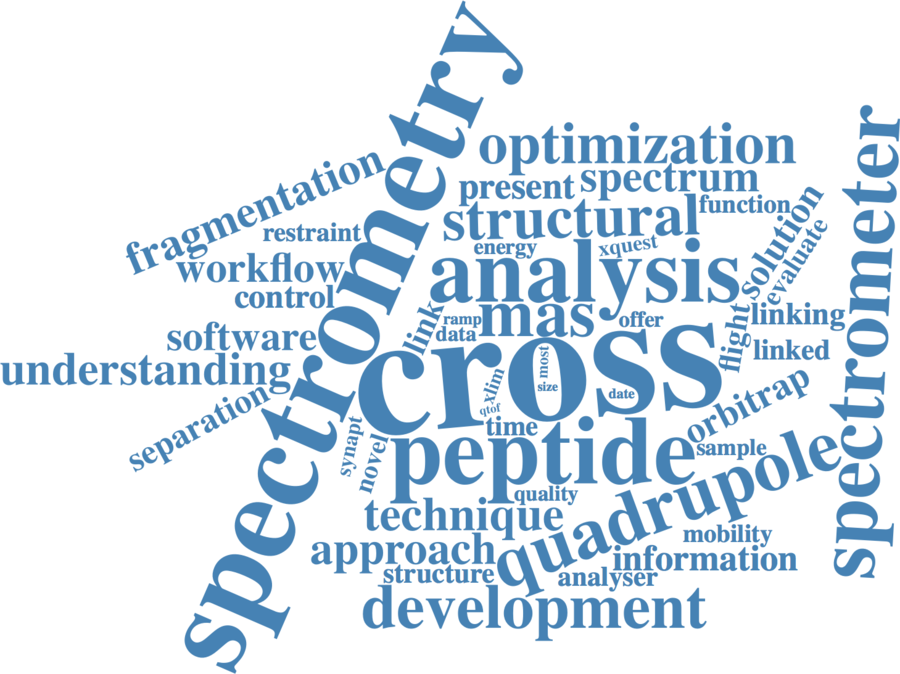 spectrometry
spectrometer
optimization
fragmentation
present
spectrum
structural
function
restraint
energy
xquest
solution
evaluate
workflow
analysis
control
link
ramp
mas
offer
flight
linking
software
data
cross
most
size
date
linked
understanding
xlim
qtof
time
orbitrap
separation
synapt
novel
peptide
sample
quadrupole
quality
technique
mobility
approach
information
structure
analyser
development